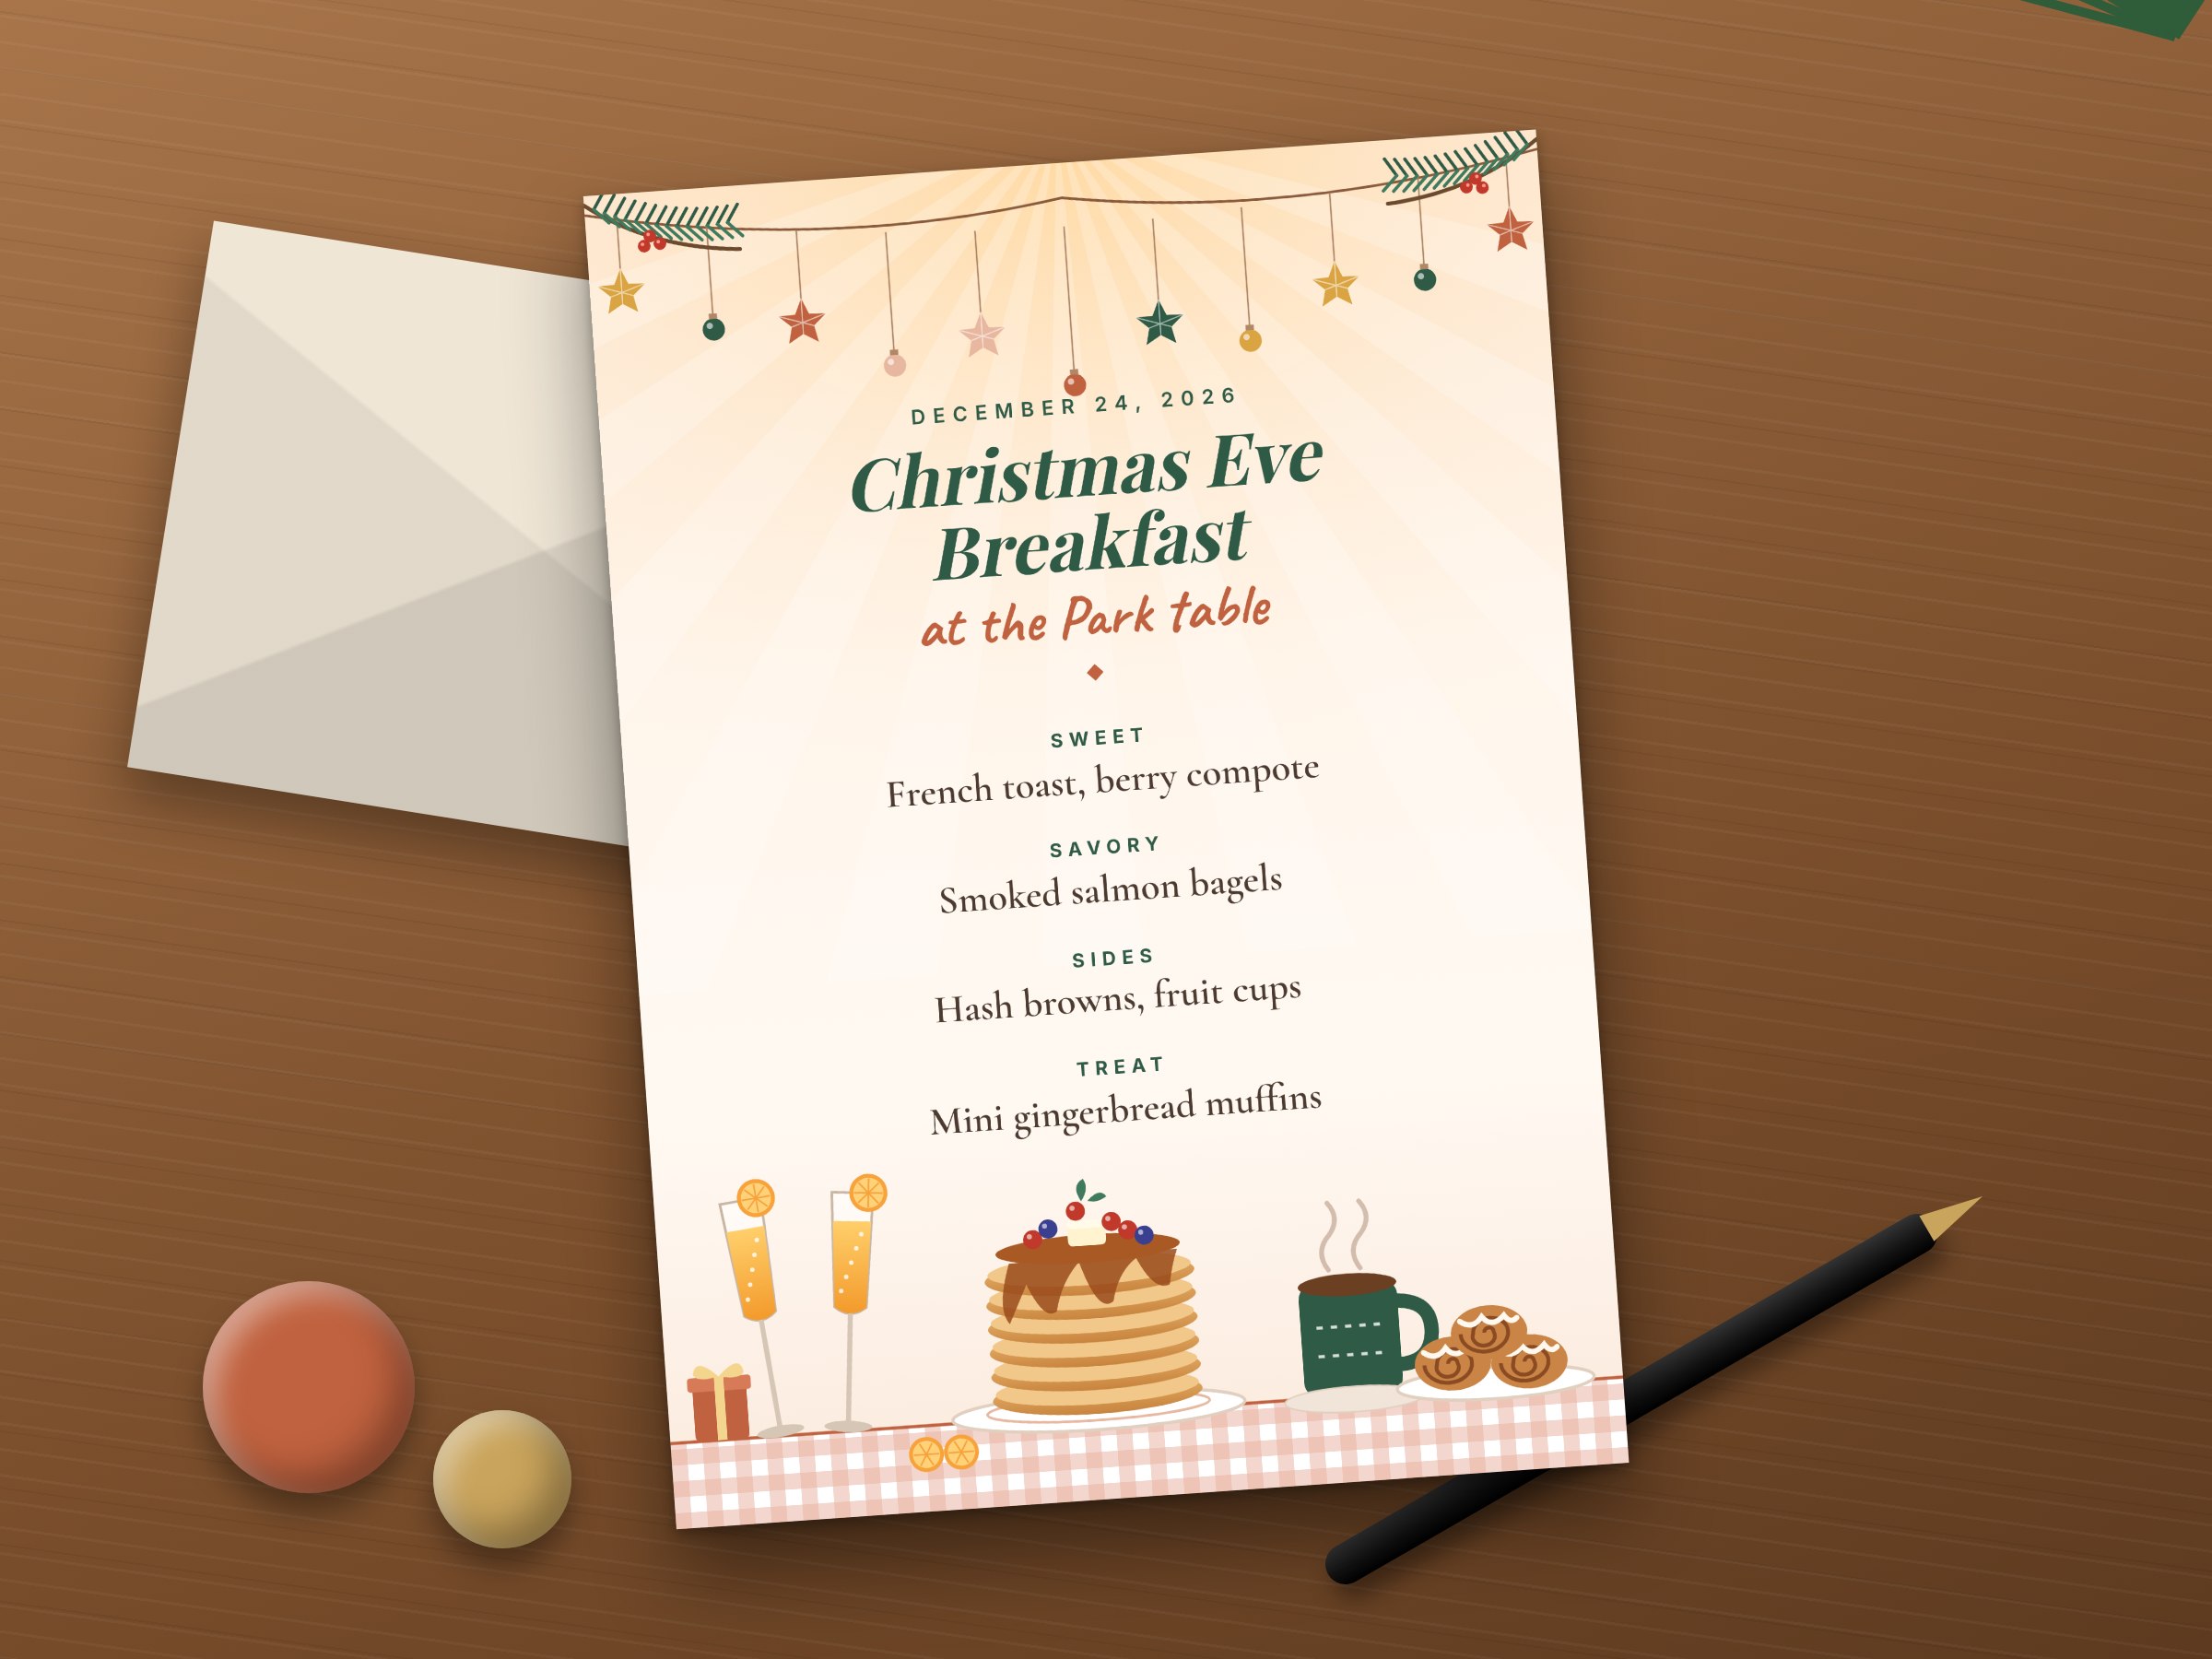 DECEMBER 24, 2026
Christmas Eve
Breakfast
at the Park table
SWEET
French toast, berry compote
SAVORY
Smoked salmon bagels
SIDES
Hash browns, fruit cups
TREAT
Mini gingerbread muffins